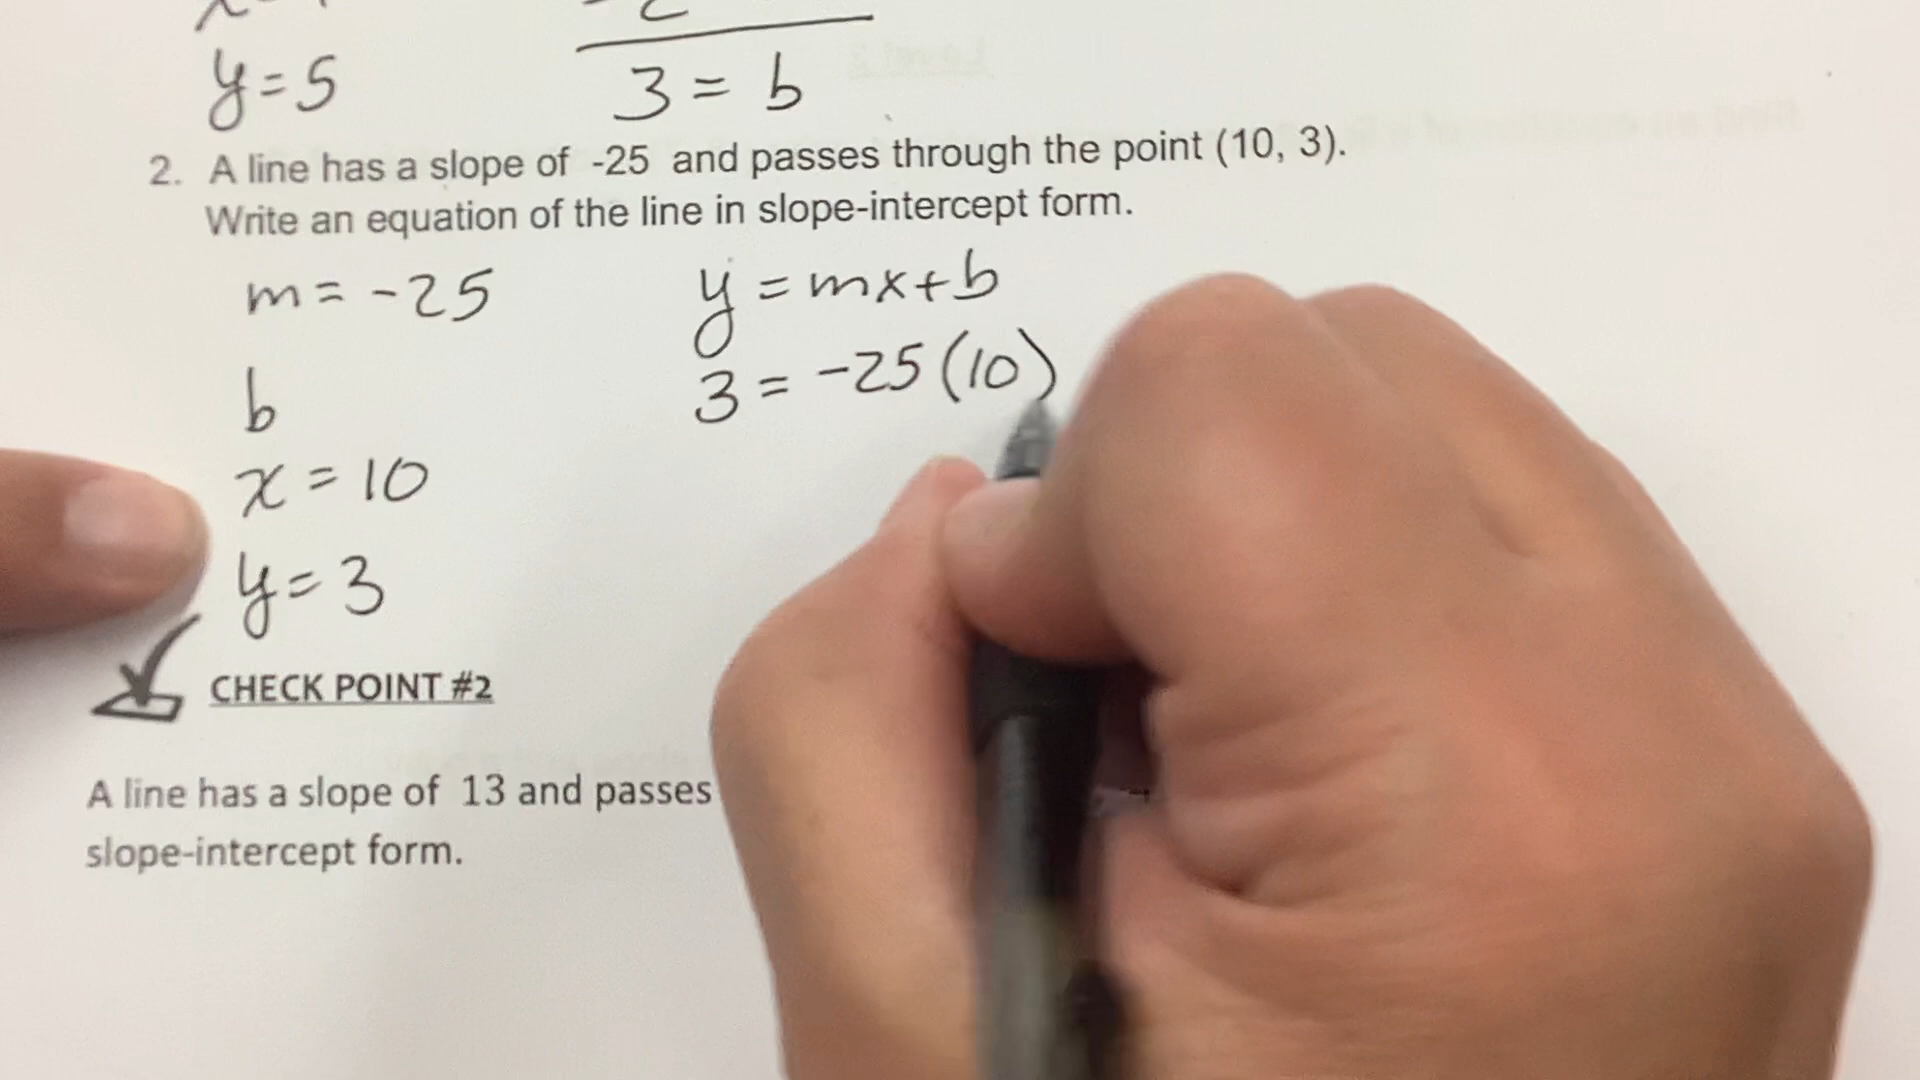 y = 5
3 = b
2. A line has a slope of -25 and passes through the point (10, 3).
Write an equation of the line in slope-intercept form.
m = -25
y = mx + b
b
3 = -25 (10)
x = 10
y = 3
CHECK POINT #2
A line has a slope of 13 and passes
slope-intercept form.